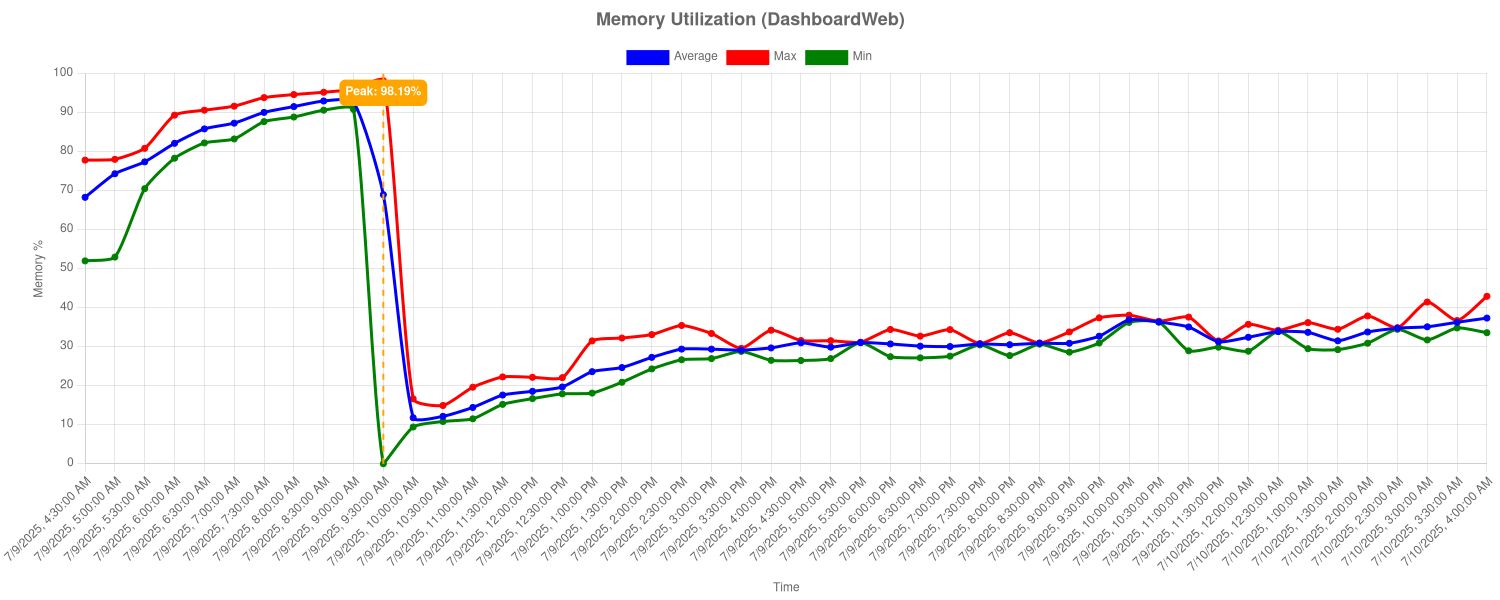 Memory Utilization (DashboardWeb)
Average Max Min
Peak: 98.19%
Memory %
100
90
80
70
60
50
40
30
20
10
0
7/9/2025, 4:30:00 AM
7/9/2025, 5:00:00 AM
7/9/2025, 5:30:00 AM
7/9/2025, 6:00:00 AM
7/9/2025, 6:30:00 AM
7/9/2025, 7:00:00 AM
7/9/2025, 7:30:00 AM
7/9/2025, 8:00:00 AM
7/9/2025, 8:30:00 AM
7/9/2025, 9:00:00 AM
7/9/2025, 9:30:00 AM
7/9/2025, 10:00:00 AM
7/9/2025, 10:30:00 AM
7/9/2025, 11:00:00 AM
7/9/2025, 11:30:00 AM
7/9/2025, 12:00:00 PM
7/9/2025, 12:30:00 PM
7/9/2025, 1:00:00 PM
7/9/2025, 1:30:00 PM
7/9/2025, 2:00:00 PM
7/9/2025, 2:30:00 PM
7/9/2025, 3:00:00 PM
7/9/2025, 3:30:00 PM
7/9/2025, 4:00:00 PM
7/9/2025, 4:30:00 PM
7/9/2025, 5:00:00 PM
7/9/2025, 5:30:00 PM
7/9/2025, 6:00:00 PM
7/9/2025, 6:30:00 PM
7/9/2025, 7:00:00 PM
7/9/2025, 7:30:00 PM
7/9/2025, 8:00:00 PM
7/9/2025, 8:30:00 PM
7/9/2025, 9:00:00 PM
7/9/2025, 9:30:00 PM
7/9/2025, 10:00:00 PM
7/9/2025, 10:30:00 PM
7/9/2025, 11:00:00 PM
7/9/2025, 11:30:00 PM
7/10/2025, 12:00:00 AM
7/10/2025, 12:30:00 AM
7/10/2025, 1:00:00 AM
7/10/2025, 1:30:00 AM
7/10/2025, 2:00:00 AM
7/10/2025, 2:30:00 AM
7/10/2025, 3:00:00 AM
7/10/2025, 3:30:00 AM
7/10/2025, 4:00:00 AM
Time